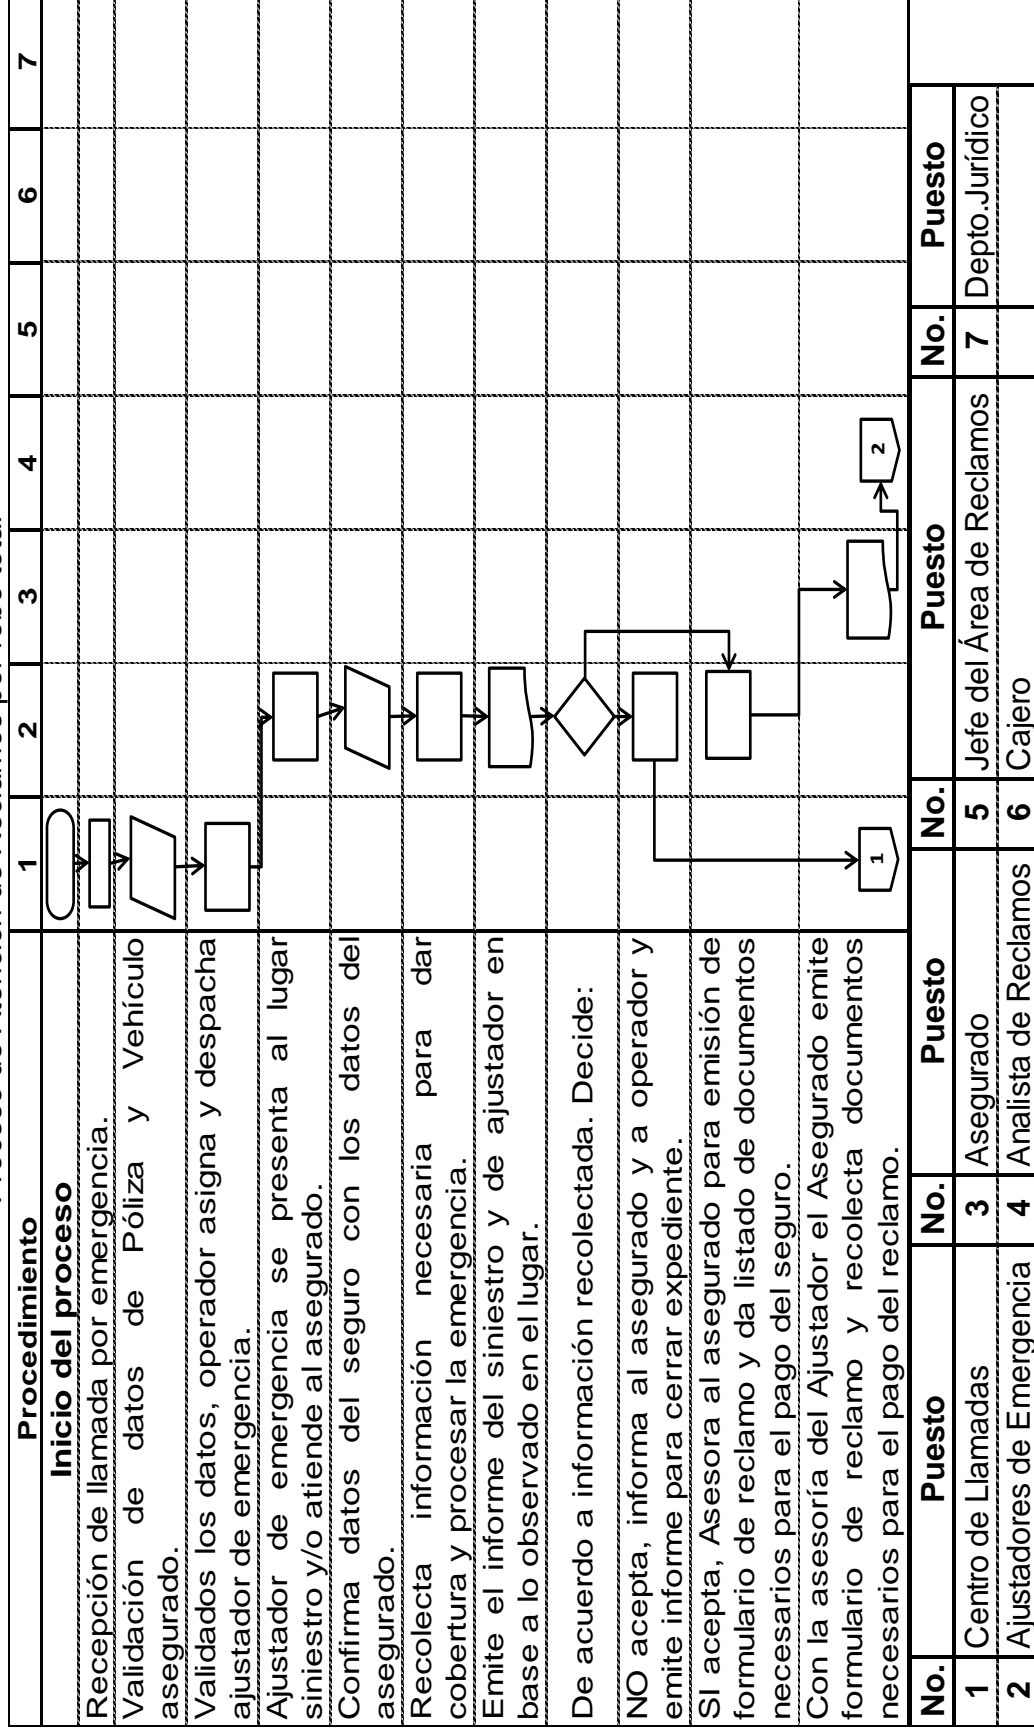 Procedimiento 1 2 3 4 5 6 7
Inicio del proceso
Recepción de llamada por emergencia.
Validación de datos de Póliza y Vehículo
asegurado.
Validados los datos, operador asigna y despacha
ajustador de emergencia.
Ajustador de emergencia se presenta al lugar
siniestro y/o atiende al asegurado.
Confirma datos del seguro con los datos del
asegurado.
Recolecta información necesaria para dar
cobertura y procesar la emergencia.
Emite el informe del siniestro y de ajustador en
base a lo observado en el lugar.
De acuerdo a información recolectada. Decide:
NO acepta, informa al asegurado y a operador y
emite informe para cerrar expediente.
SI acepta, Asesora al asegurado para emisión de
formulario de reclamo y da listado de documentos
necesarios para el pago del seguro.
Con la asesoría del Ajustador el Asegurado emite
formulario de reclamo y recolecta documentos
necesarios para el pago del reclamo.
1
2
No. Puesto No. Puesto No. Puesto No. Puesto
1 Centro de Llamadas 3 Asegurado 5 Jefe del Área de Reclamos 7 Depto.Jurídico
2 Ajustadores de Emergencia 4 Analista de Reclamos 6 Cajero